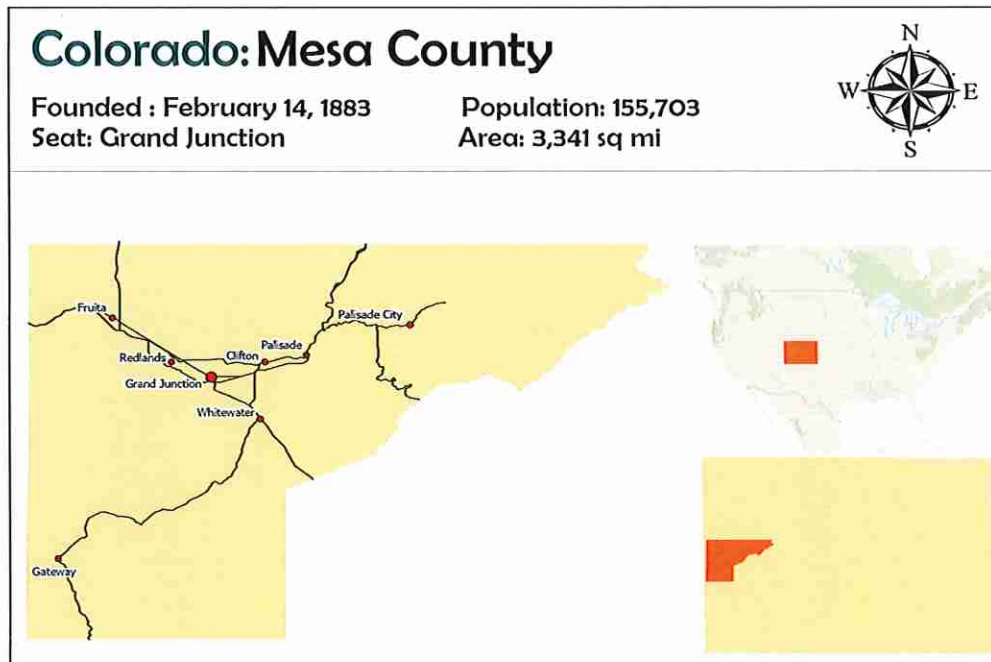 Colorado: Mesa County
Founded : February 14, 1883
Population: 155,703
Seat: Grand Junction
Area: 3,341 sq mi
N
W
E
S
Fruita
Palisade City
Palisade
Redlands
Clifton
Grand Junction
Whitewater
Gateway